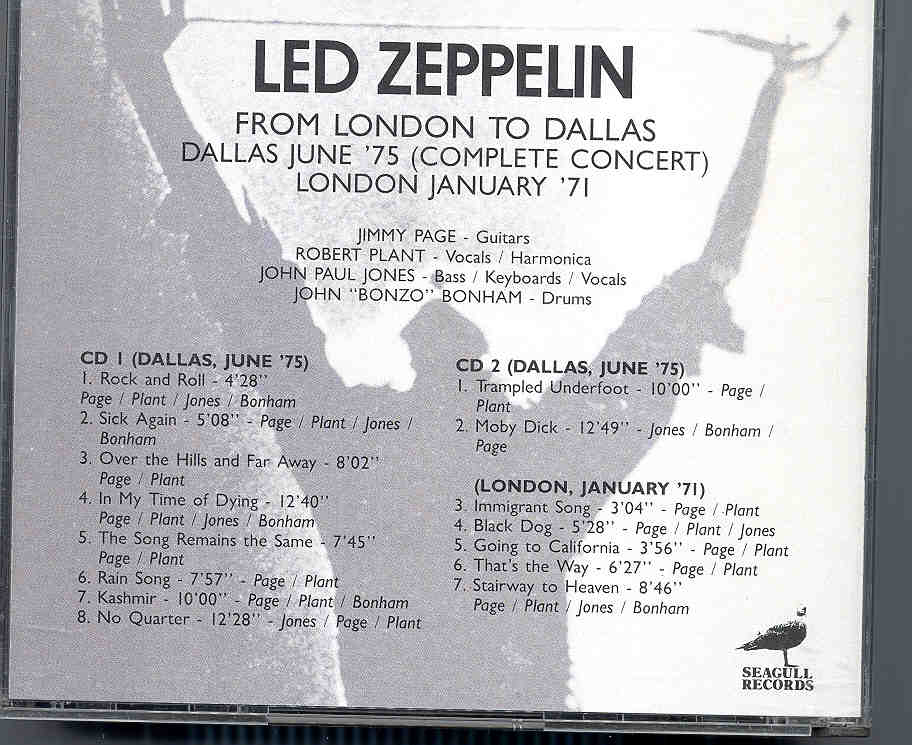 LED ZEPPELIN
FROM LONDON TO DALLAS
DALLAS JUNE '75 (COMPLETE CONCERT)
LONDON JANUARY '71
JIMMY PAGE - Guitars
ROBERT PLANT - Vocals / Harmonica
JOHN PAUL JONES - Bass / Keyboards / Vocals
JOHN "BONZO" BONHAM - Drums
CD 1 (DALLAS, JUNE '75)
1. Rock and Roll - 4'28''
Page / Plant / Jones / Bonham
2. Sick Again - 5'08'' - Page / Plant / Jones /
Bonham
3. Over the Hills and Far Away - 8'02''
Page / Plant
4. In My Time of Dying - 12'40''
Page / Plant / Jones / Bonham
5. The Song Remains the Same - 7'45''
Page / Plant
6. Rain Song - 7'57'' - Page / Plant
7. Kashmir - 10'00'' - Page / Plant / Bonham
8. No Quarter - 12'28'' - Jones / Page / Plant
CD 2 (DALLAS, JUNE '75)
1. Trampled Underfoot - 10'00'' - Page /
Plant
2. Moby Dick - 12'49'' - Jones / Bonham /
Page
(LONDON, JANUARY '71)
3. Immigrant Song - 3'04'' - Page / Plant
4. Black Dog - 5'28'' - Page / Plant / Jones
5. Going to California - 3'56'' - Page / Plant
6. That's the Way - 6'27'' - Page / Plant
7. Stairway to Heaven - 8'46''
Page / Plant / Jones / Bonham
SEAGULL
RECORDS